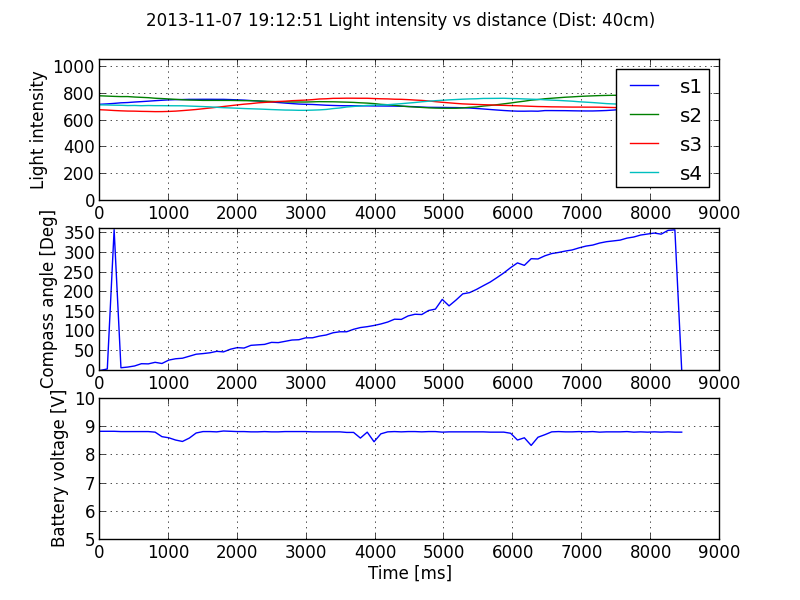 2013-11-07 19:12:51 Light intensity vs distance (Dist: 40cm)
Light intensity
1000
800
600
400
200
0
s1
s2
s3
s4
0 1000 2000 3000 4000 5000 6000 7000 8000 9000
Compass angle [Deg]
350
300
250
200
150
100
50
0
0 1000 2000 3000 4000 5000 6000 7000 8000 9000
Battery voltage [V]
10
9
8
7
6
5
0 1000 2000 3000 4000 5000 6000 7000 8000 9000
Time [ms]